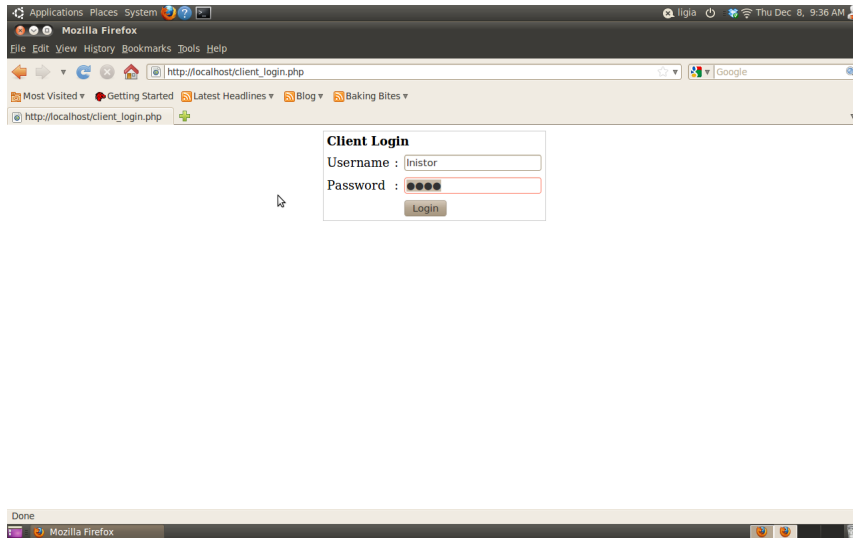 Applications Places System ligia Thu Dec 8, 9:36 AM
Mozilla Firefox
File Edit View History Bookmarks Tools Help
http://localhost/client_login.php Google
Most Visited Getting Started Latest Headlines Blog Baking Bites
http://localhost/client_login.php
Client Login
Username : lnistor
Password : ●●●●
Login
Done
Mozilla Firefox